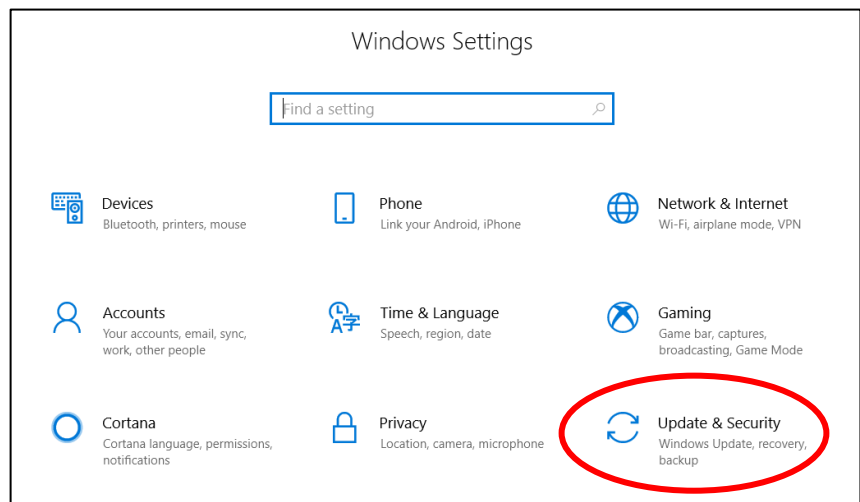 Windows Settings
Find a setting
Devices
Bluetooth, printers, mouse
Phone
Link your Android, iPhone
Network & Internet
Wi-Fi, airplane mode, VPN
Accounts
Your accounts, email, sync,
work, other people
Time & Language
Speech, region, date
Gaming
Game bar, captures,
broadcasting, Game Mode
Cortana
Cortana language, permissions,
notifications
Privacy
Location, camera, microphone
Update & Security
Windows Update, recovery,
backup